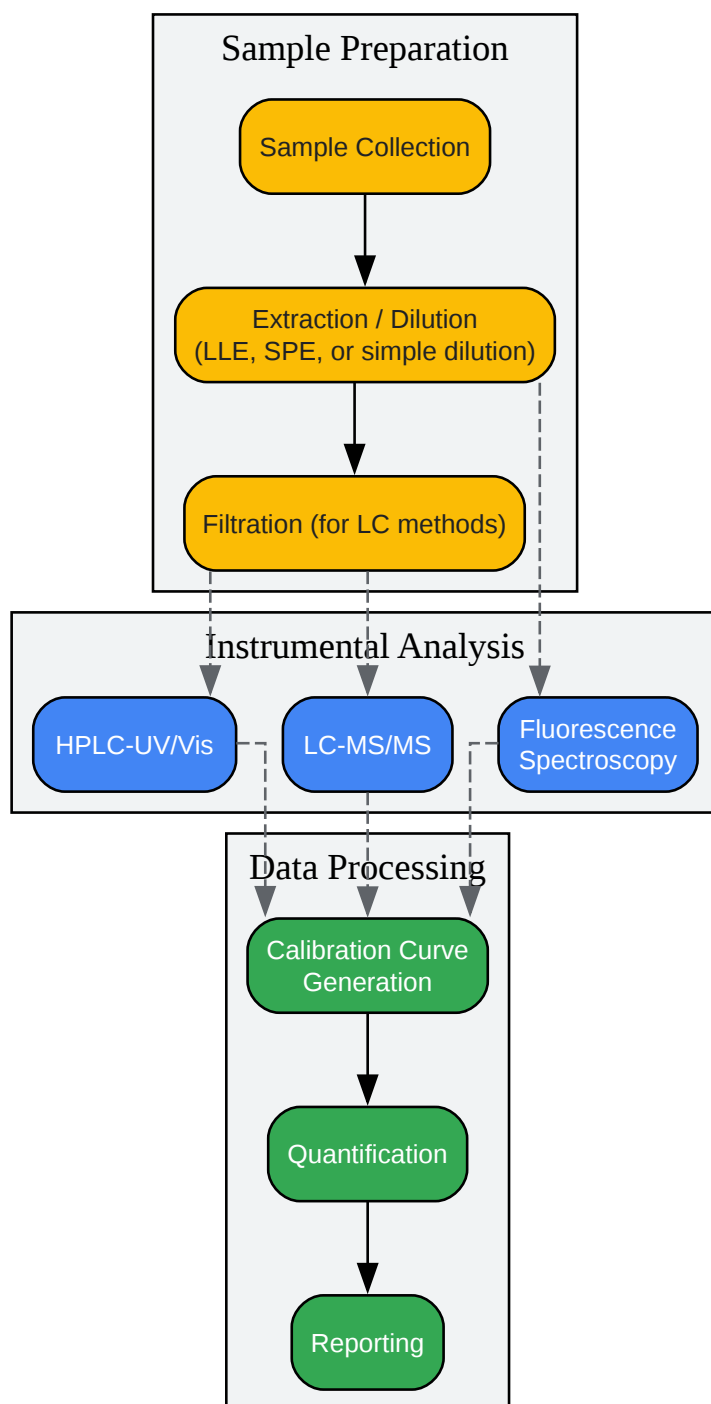 Sample Preparation
Sample Collection
Extraction / Dilution
(LLE, SPE, or simple dilution)
Filtration (for LC methods)
Instrumental Analysis
HPLC-UV/Vis
LC-MS/MS
Fluorescence
Spectroscopy
Data Processing
Calibration Curve
Generation
Quantification
Reporting